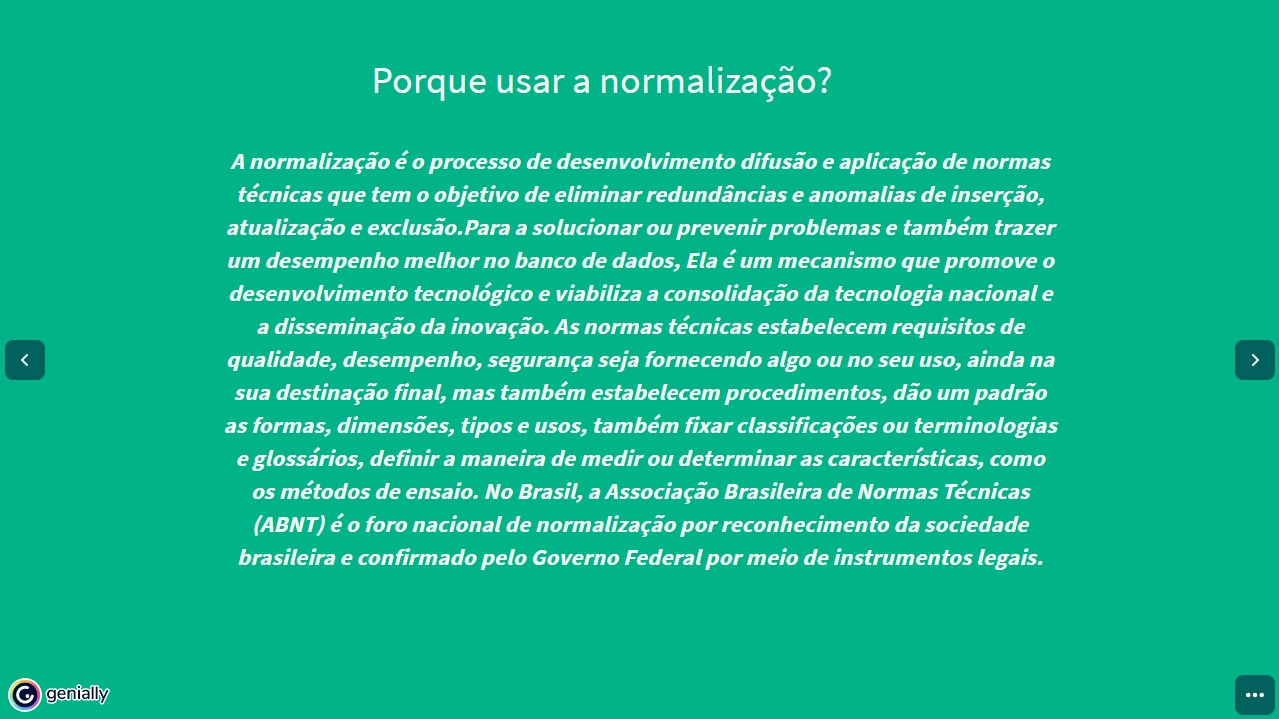 Porque usar a normalização?
A normalização é o processo de desenvolvimento difusão e aplicação de normas
técnicas que tem o objetivo de eliminar redundâncias e anomalias de inserção,
atualização e exclusão.Para a solucionar ou prevenir problemas e também trazer
um desempenho melhor no banco de dados, Ela é um mecanismo que promove o
desenvolvimento tecnológico e viabiliza a consolidação da tecnologia nacional e
a disseminação da inovação. As normas técnicas estabelecem requisitos de
qualidade, desempenho, segurança seja fornecendo algo ou no seu uso, ainda na
sua destinação final, mas também estabelecem procedimentos, dão um padrão
as formas, dimensões, tipos e usos, também fixar classificações ou terminologias
e glossários, definir a maneira de medir ou determinar as características, como
os métodos de ensaio. No Brasil, a Associação Brasileira de Normas Técnicas
(ABNT) é o foro nacional de normalização por reconhecimento da sociedade
brasileira e confirmado pelo Governo Federal por meio de instrumentos legais.
genially